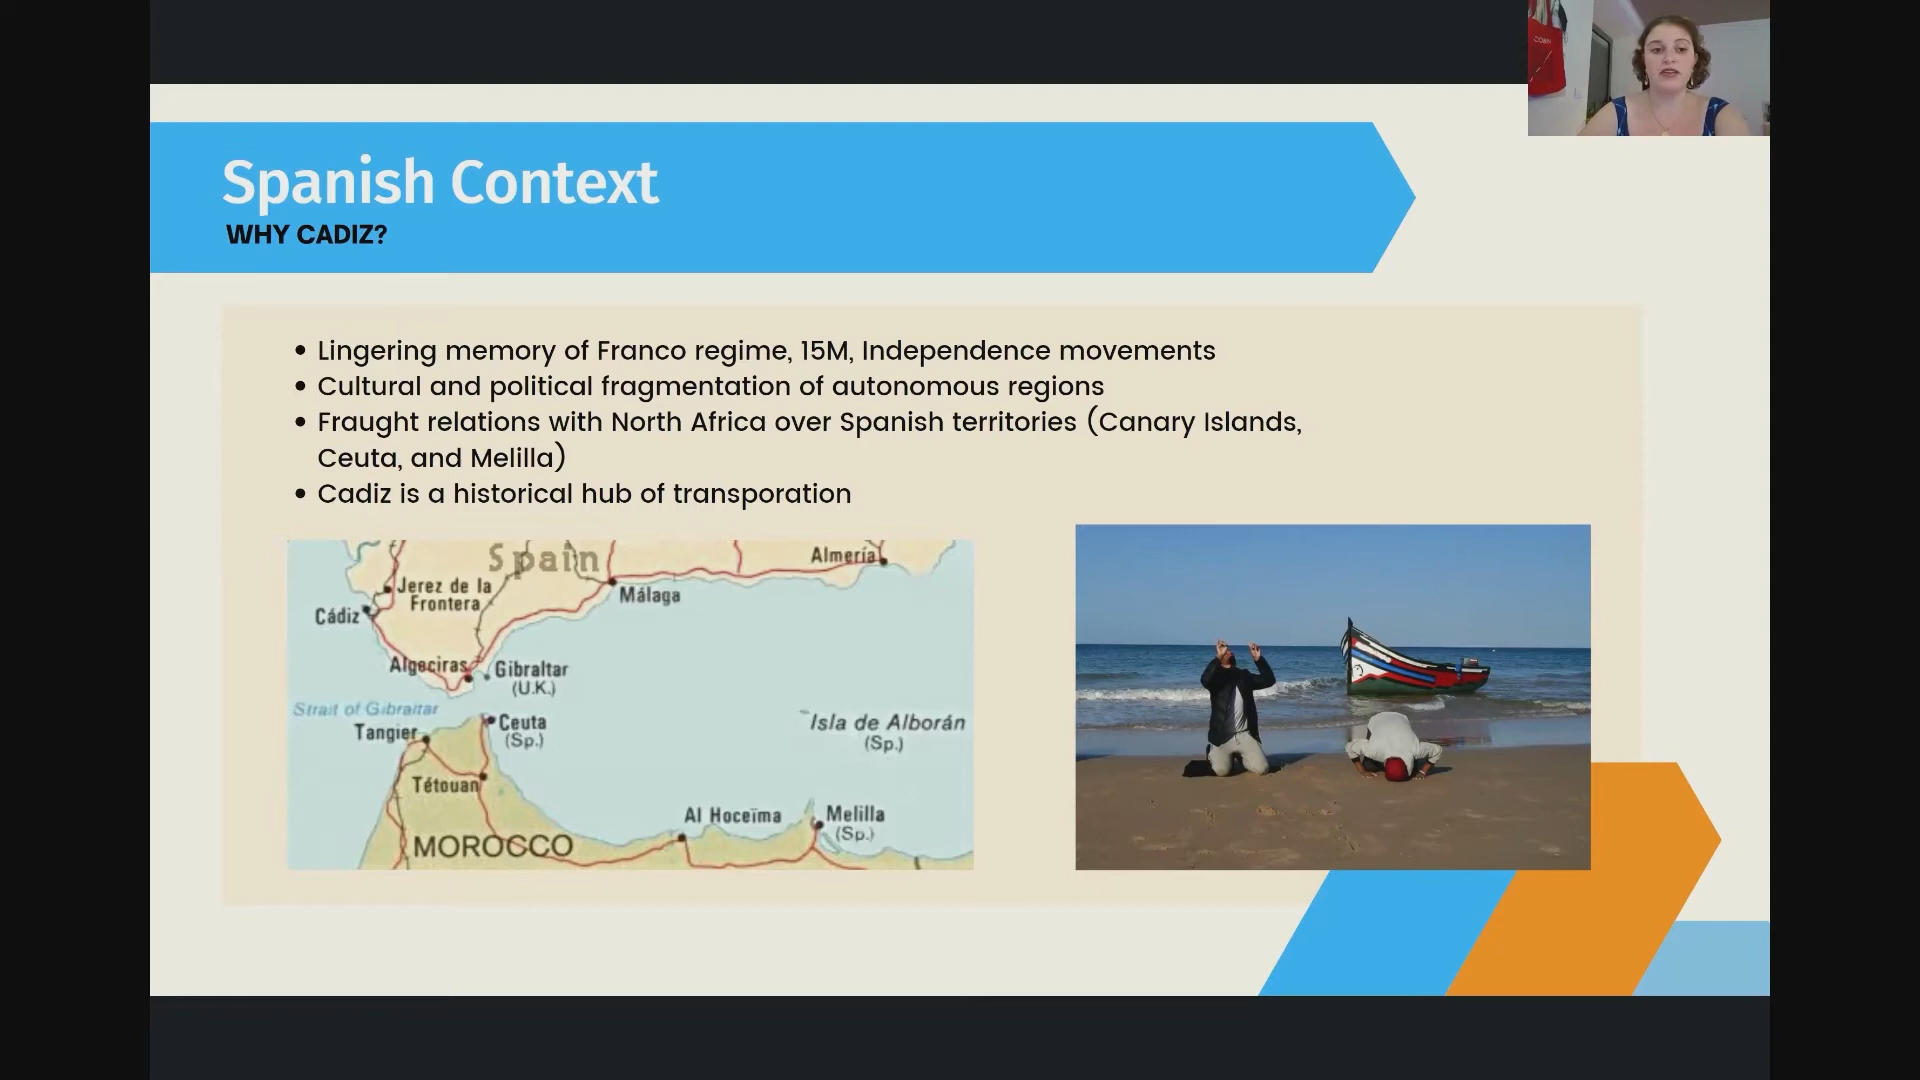 Spanish Context
WHY CADIZ?
• Lingering memory of Franco regime, 15M, Independence movements
• Cultural and political fragmentation of autonomous regions
• Fraught relations with North Africa over Spanish territories (Canary Islands,
Ceuta, and Melilla)
• Cadiz is a historical hub of transporation
Spain
Almería
Jerez de la
Frontera
Málaga
Cádiz
Algeciras
Gibraltar
(U.K.)
Strait of Gibraltar
Ceuta
(Sp.)
Isla de Alborán
(Sp.)
Tangier
Tétouan
Al Hoceïma
Melilla
(Sp.)
MOROCCO